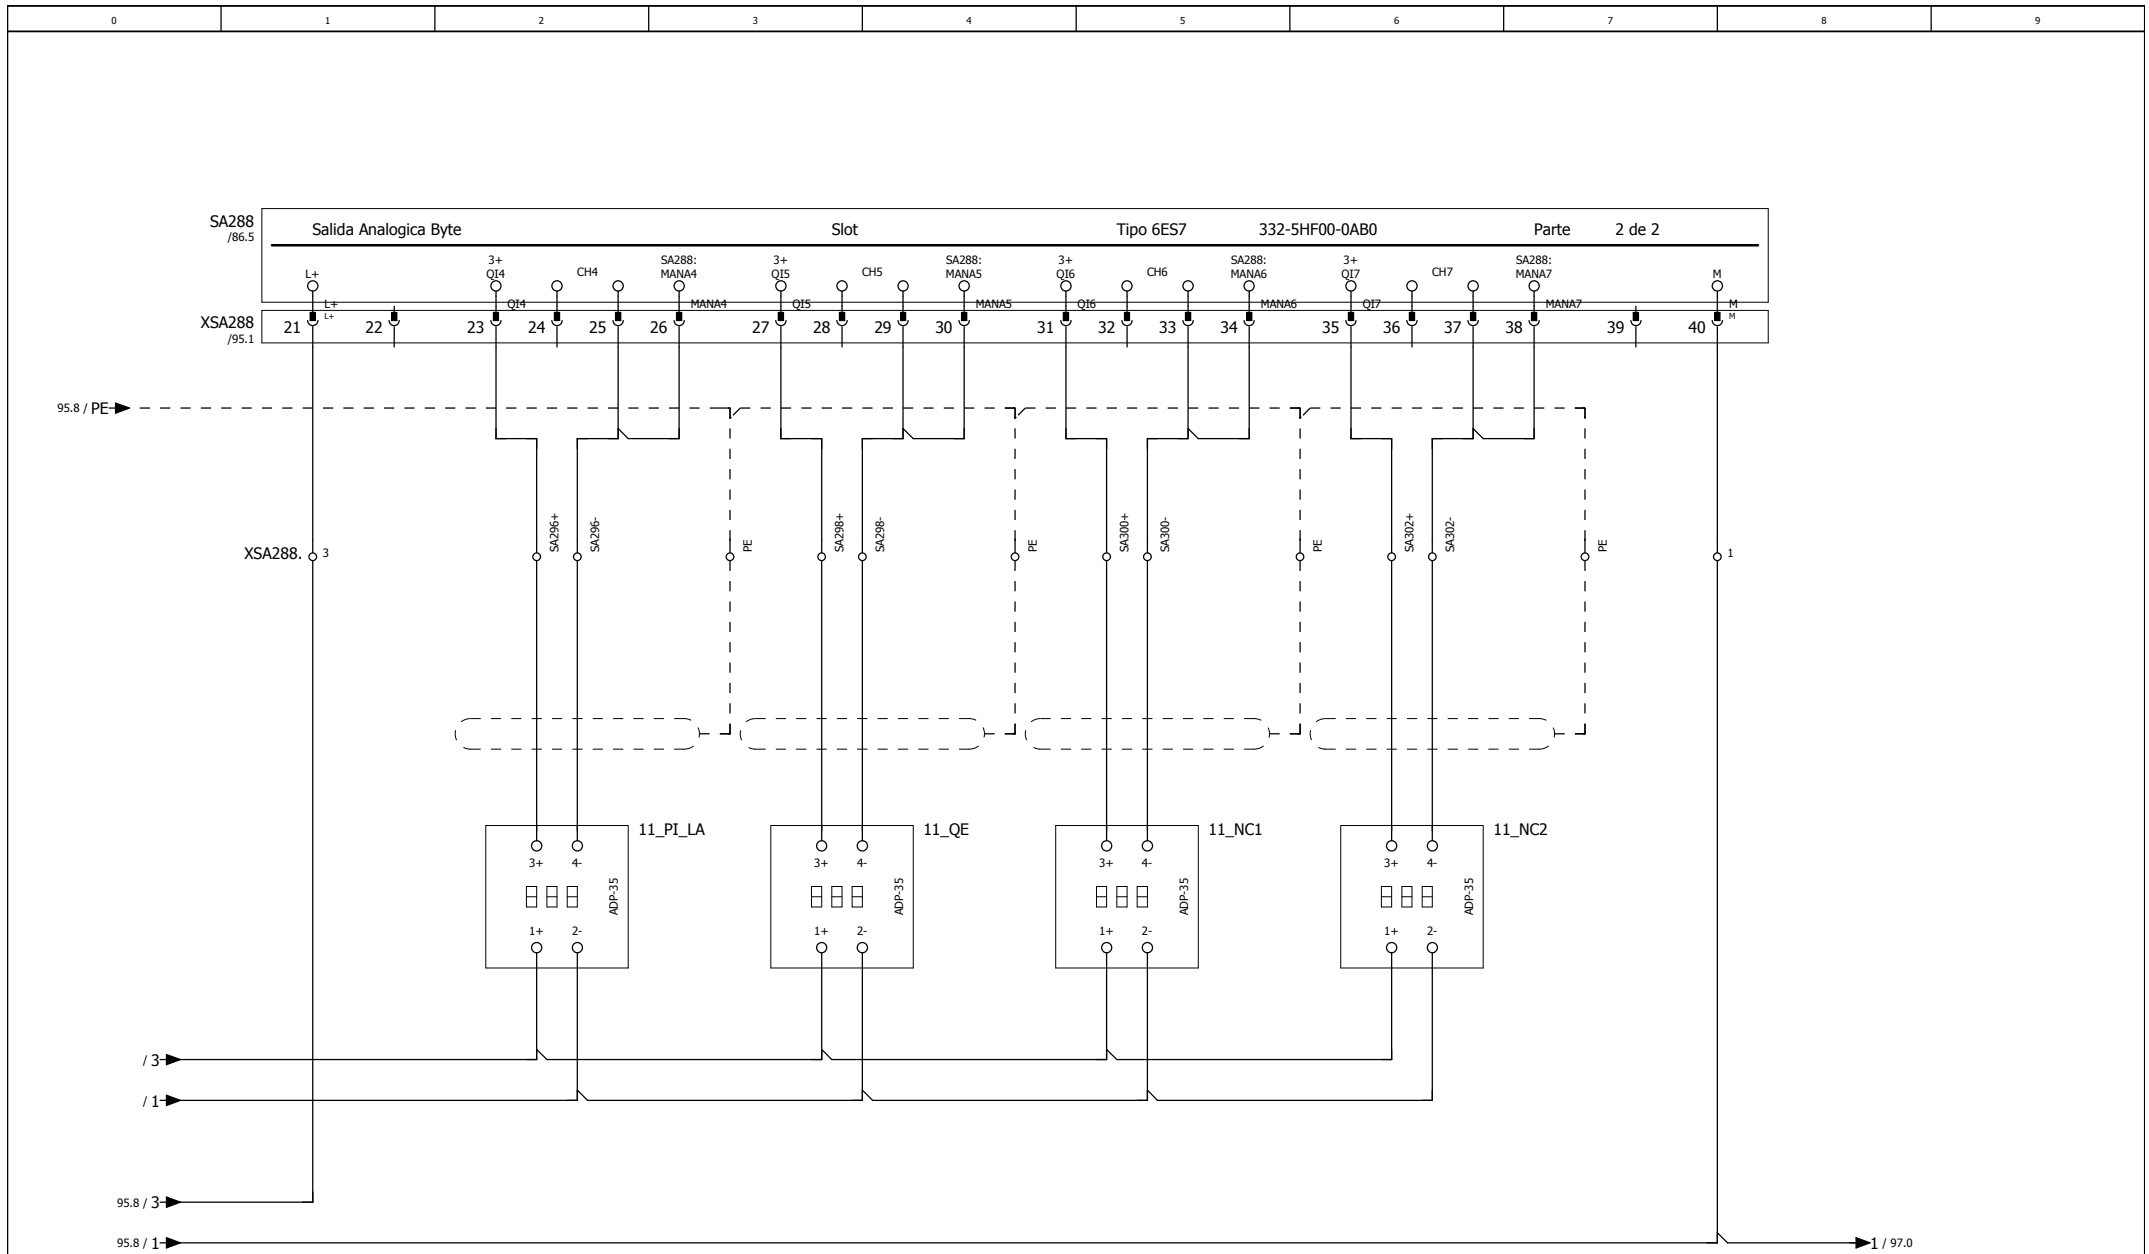 0 1 2 3 4 5 6 7 8 9
SA288 Salida Analogica Byte Slot Tipo 6ES7 332-5HF00-0AB0 Parte 2 de 2
/86.5
3+ SA288: 3+ SA288: 3+ SA288: 3+ SA288:
L+ QI4 CH4 MANA4 QI5 CH5 MANA5 QI6 CH6 MANA6 QI7 CH7 MANA7 M
L+ QI4 MANA4 QI5 MANA5 QI6 MANA6 QI7 MANA7 M
L+ M
XSA288 21 22 23 24 25 26 27 28 29 30 31 32 33 34 35 36 37 38 39 40
/95.1
95.8 / PE
SA296+ SA296- SA298+ SA298- SA300+ SA300- SA302+ SA302-
PE PE PE PE
XSA288. 3 1
11_PI_LA 11_QE 11_NC1 11_NC2
3+ 4- 3+ 4- 3+ 4- 3+ 4-
ADP-35 ADP-35 ADP-35 ADP-35
1+ 2- 1+ 2- 1+ 2- 1+ 2-
/ 3
/ 1
95.8 / 3
95.8 / 1 1 / 97.0